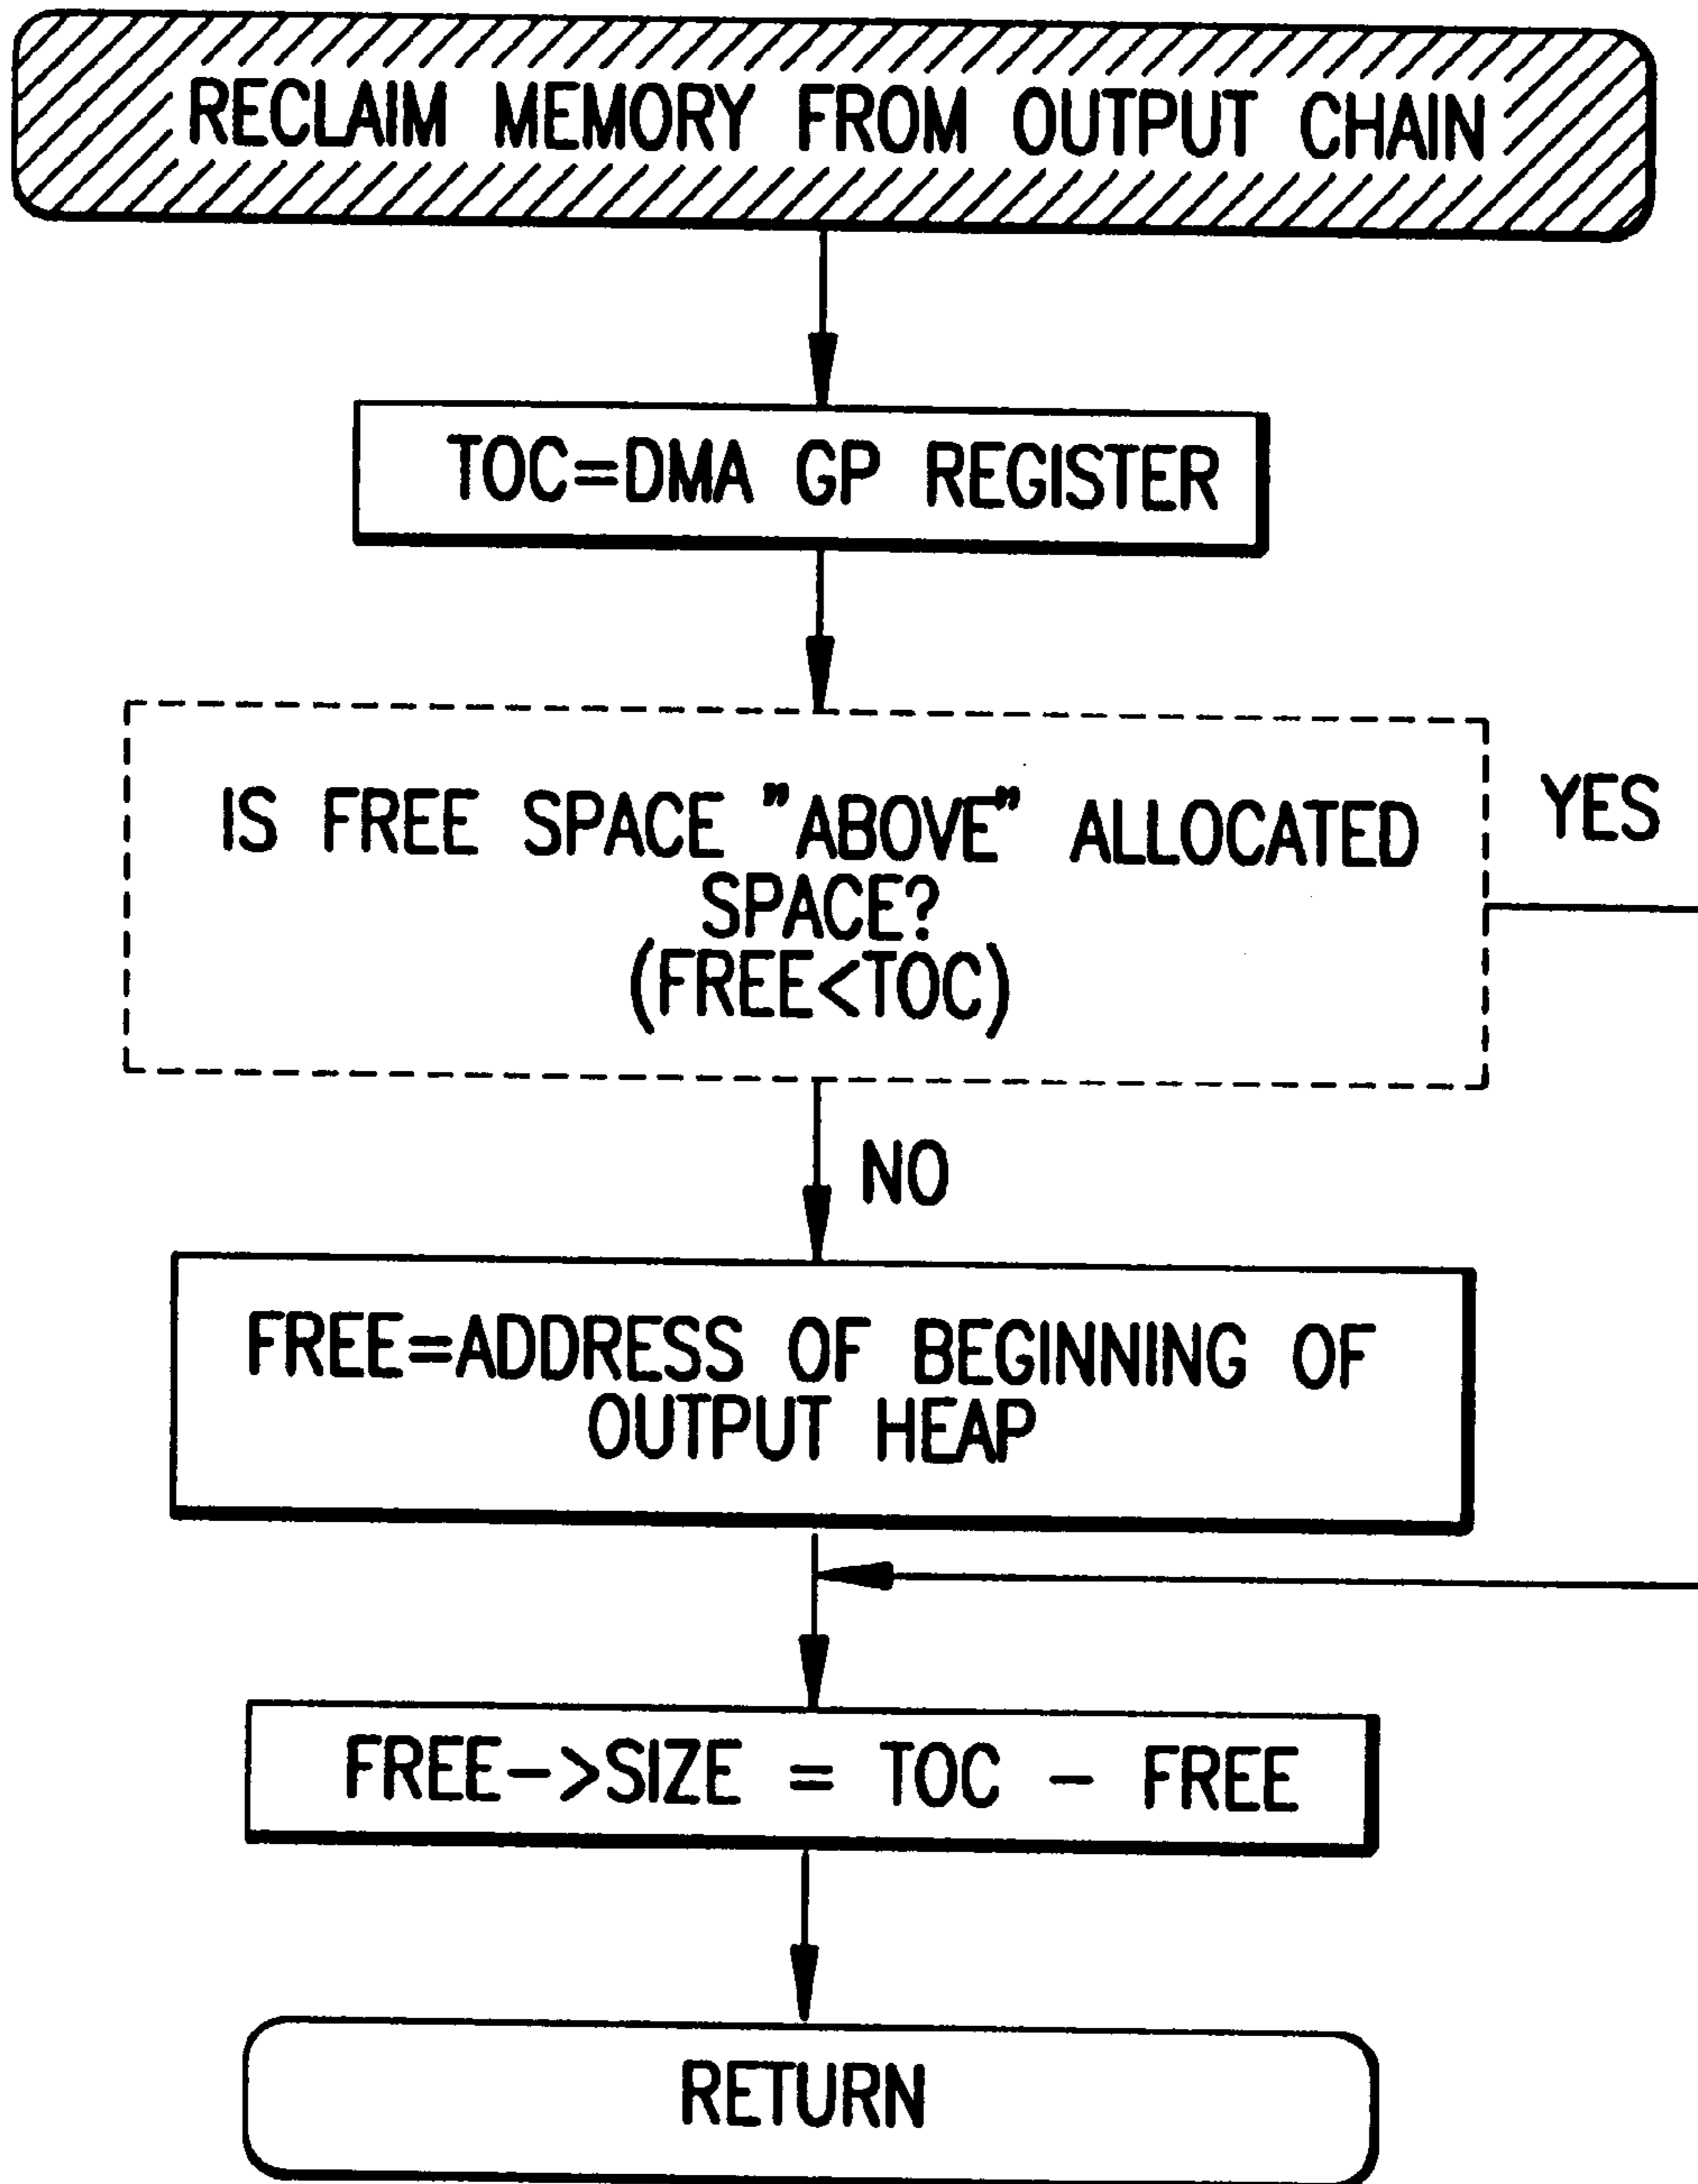 RECLAIM MEMORY FROM OUTPUT CHAIN
TOC=DMA GP REGISTER
IS FREE SPACE "ABOVE" ALLOCATED
SPACE?
(FREE<TOC)
YES
NO
FREE=ADDRESS OF BEGINNING OF
OUTPUT HEAP
FREE->SIZE = TOC - FREE
RETURN